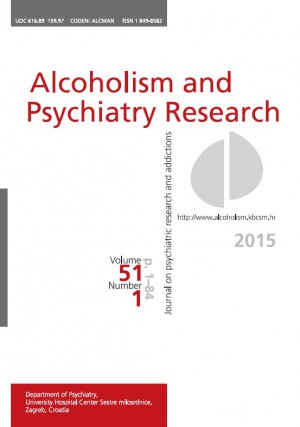 UDC 616.89 159.97 CODEN: ALCMAN ISSN 1 849-8582
Alcoholism and
Psychiatry Research
Journal on psychiatric research and addictions
http://www.alcoholism.kbcsm.hr
2015
Volume
51
Number
1
p. 1–84
Department of Psychiatry,
University Hospital Center Sestre milosrdnice,
Zagreb, Croatia